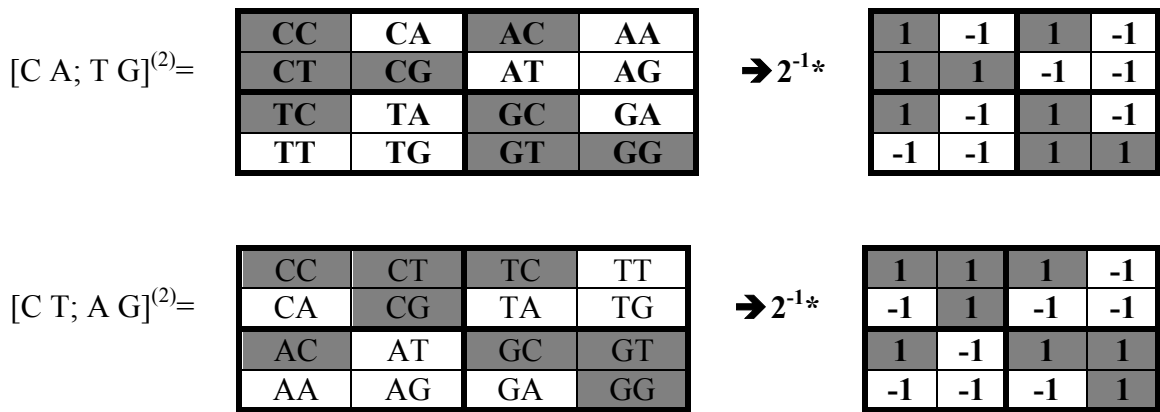 CC CA AC AA 1 -1 1 -1
[C A; T G]⁽²⁾= CT CG AT AG ➔ 2⁻¹* 1 1 -1 -1
TC TA GC GA 1 -1 1 -1
TT TG GT GG -1 -1 1 1
CC CT TC TT 1 1 1 -1
[C T; A G]⁽²⁾= CA CG TA TG ➔ 2⁻¹* -1 1 -1 -1
AC AT GC GT 1 -1 1 1
AA AG GA GG -1 -1 -1 1